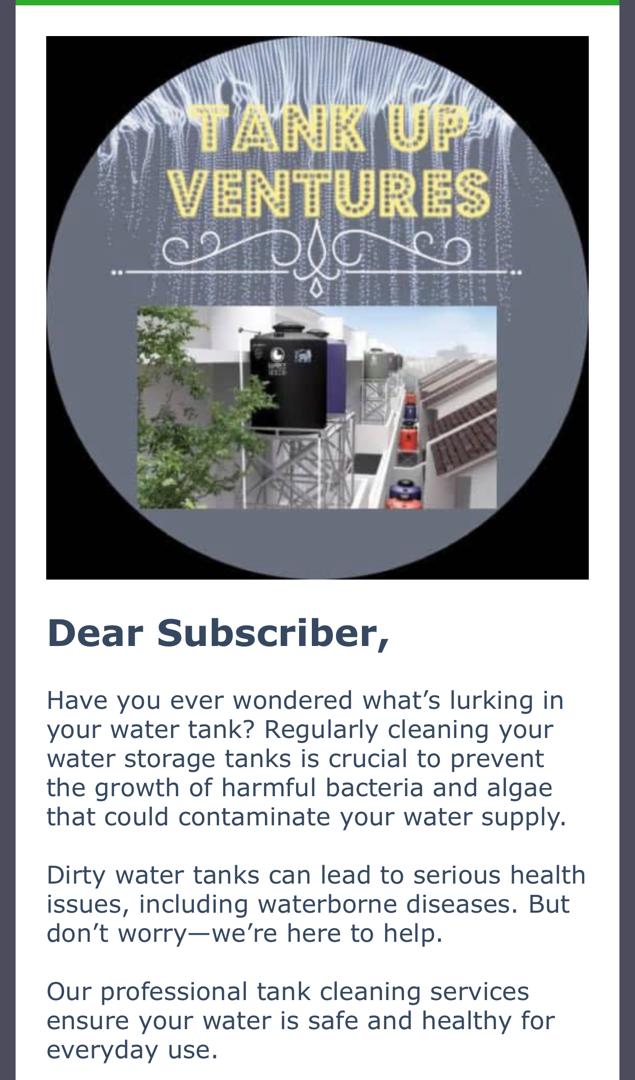 TANK UP
VENTURES
Dear Subscriber,
Have you ever wondered what’s lurking in
your water tank? Regularly cleaning your
water storage tanks is crucial to prevent
the growth of harmful bacteria and algae
that could contaminate your water supply.
Dirty water tanks can lead to serious health
issues, including waterborne diseases. But
don’t worry—we’re here to help.
Our professional tank cleaning services
ensure your water is safe and healthy for
everyday use.